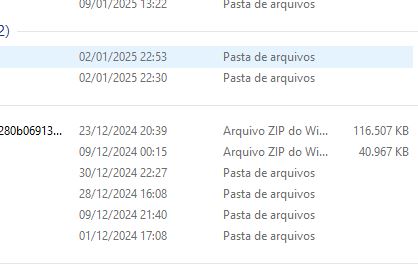 09/01/2025 13:22 Pasta de arquivos
2)
02/01/2025 22:53 Pasta de arquivos
02/01/2025 22:30 Pasta de arquivos
280b06913... 23/12/2024 20:39 Arquivo ZIP do Wi... 116.507 KB
09/12/2024 00:15 Arquivo ZIP do Wi... 40.967 KB
30/12/2024 22:27 Pasta de arquivos
28/12/2024 16:08 Pasta de arquivos
09/12/2024 21:40 Pasta de arquivos
01/12/2024 17:08 Pasta de arquivos